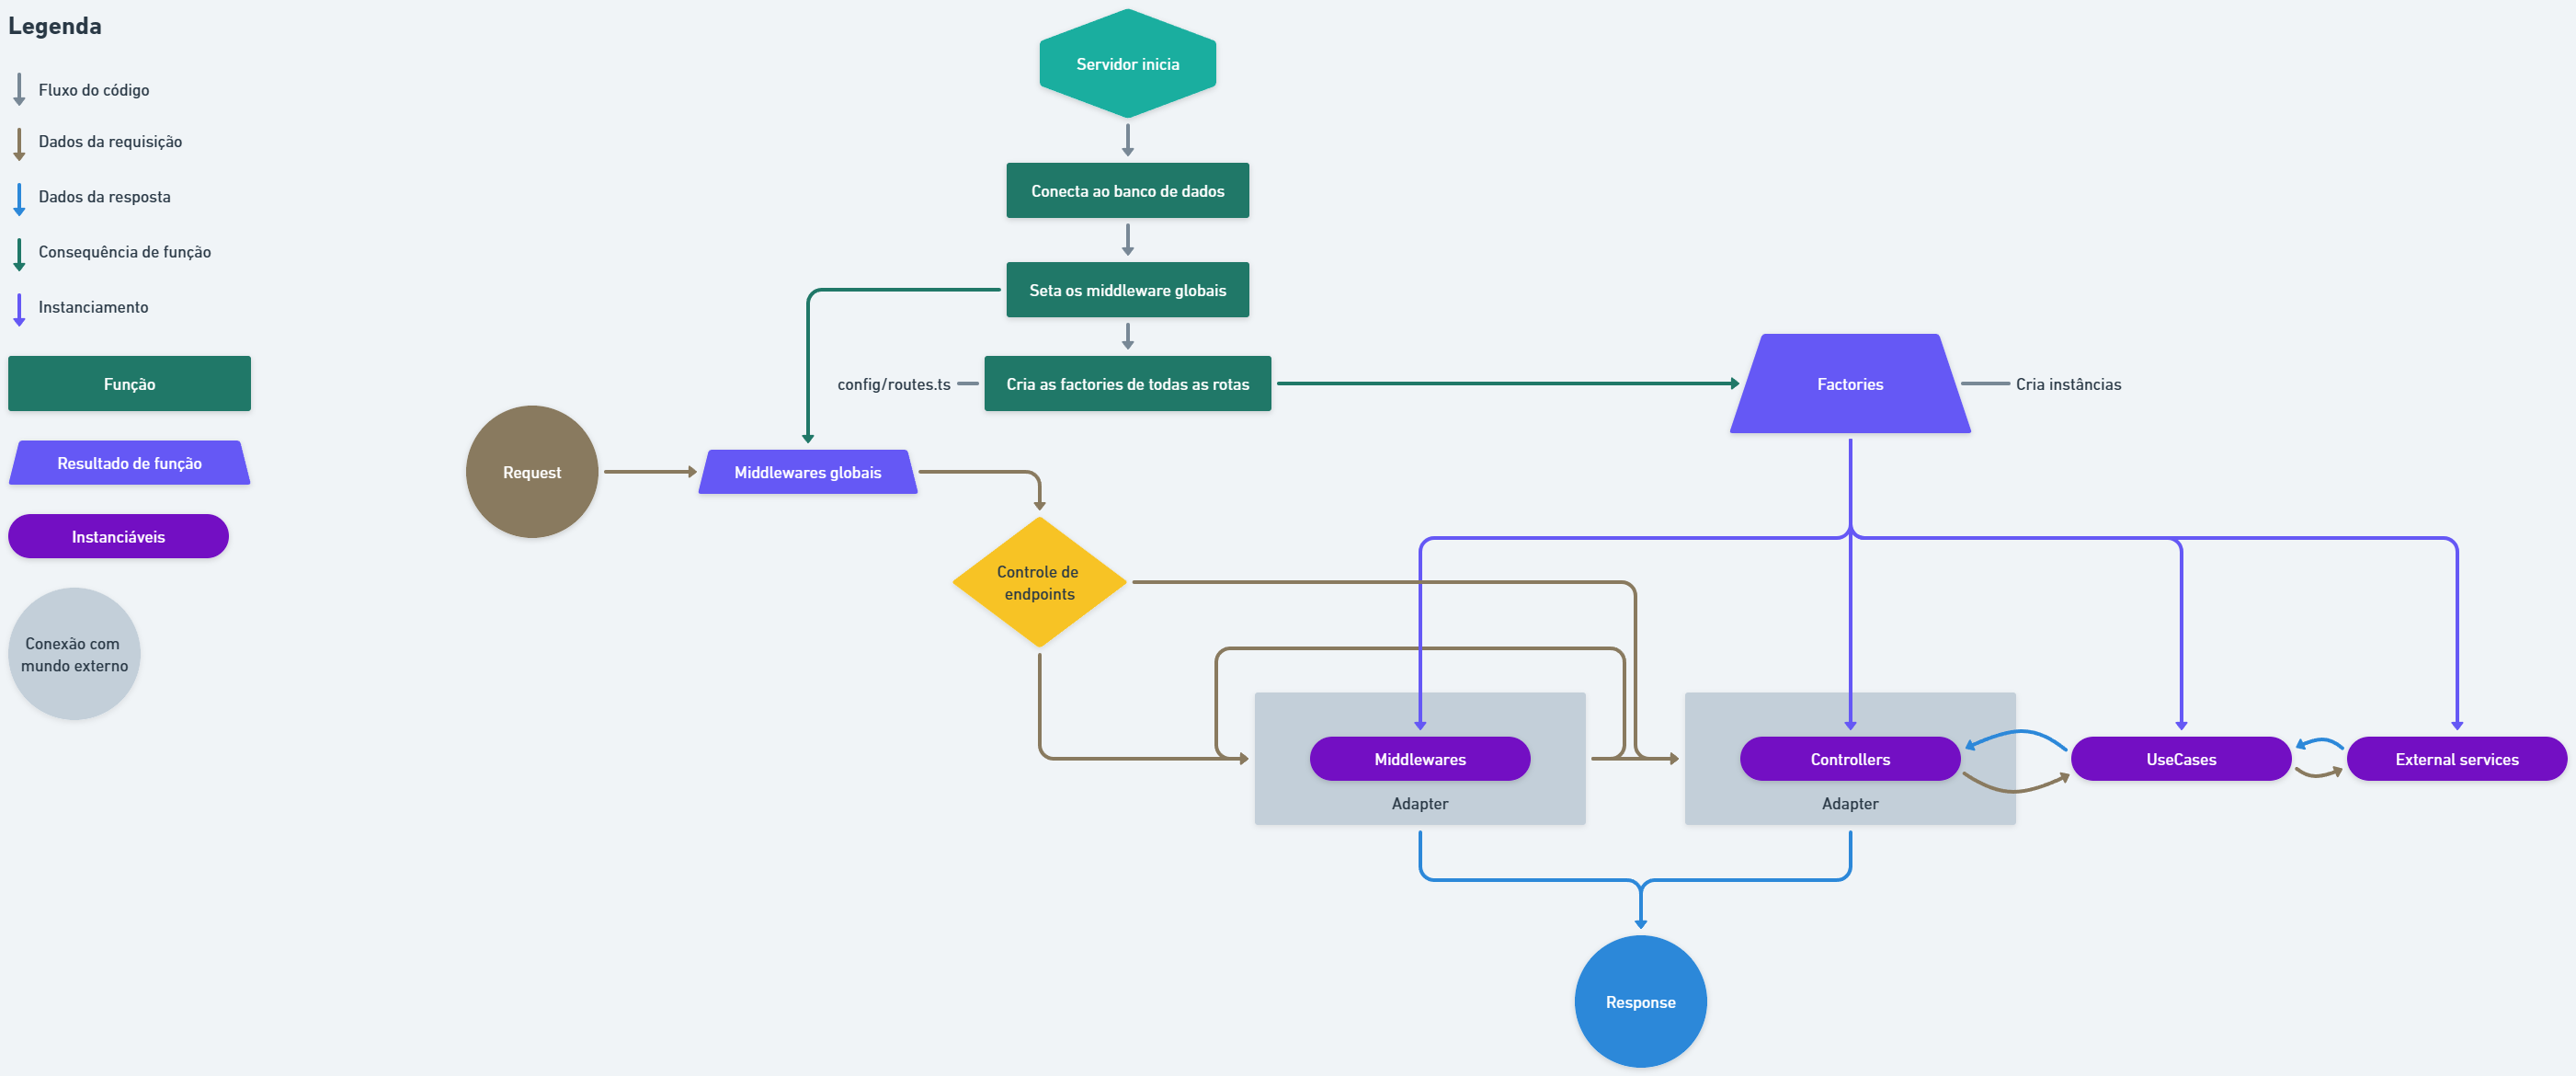 Legenda
Fluxo do código
Dados da requisição
Dados da resposta
Consequência de função
Instanciamento
Função
Resultado de função
Instanciáveis
Conexão com
mundo externo
Servidor inicia
Conecta ao banco de dados
Seta os middleware globais
config/routes.ts
Cria as factories de todas as rotas
Factories
Cria instâncias
Request
Middlewares globais
Controle de
endpoints
Middlewares
Adapter
Controllers
Adapter
UseCases
External services
Response